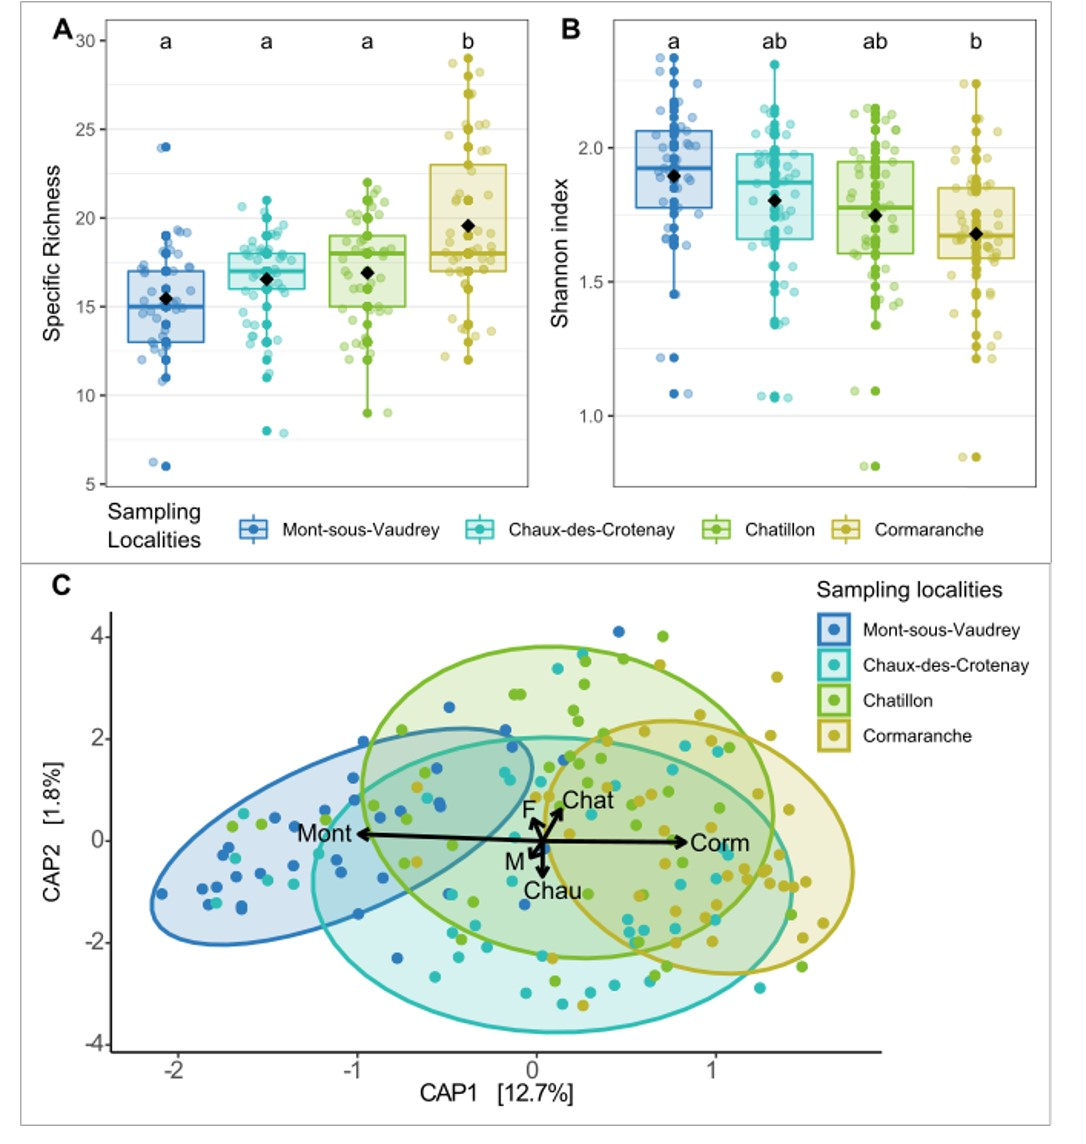 A
B
a a a b
a ab ab b
30
25
20
15
10
5
Specific Richness
2.0
1.5
1.0
Shannon index
Sampling
Localities
Mont-sous-Vaudrey Chaux-des-Crotenay Chatillon Cormaranche
C
Sampling localities
Mont-sous-Vaudrey
Chaux-des-Crotenay
Chatillon
Cormaranche
4
2
0
-2
-4
CAP2 [1.8%]
F Chat
Mont Corm
M
Chau
-2 -1 0 1
CAP1 [12.7%]